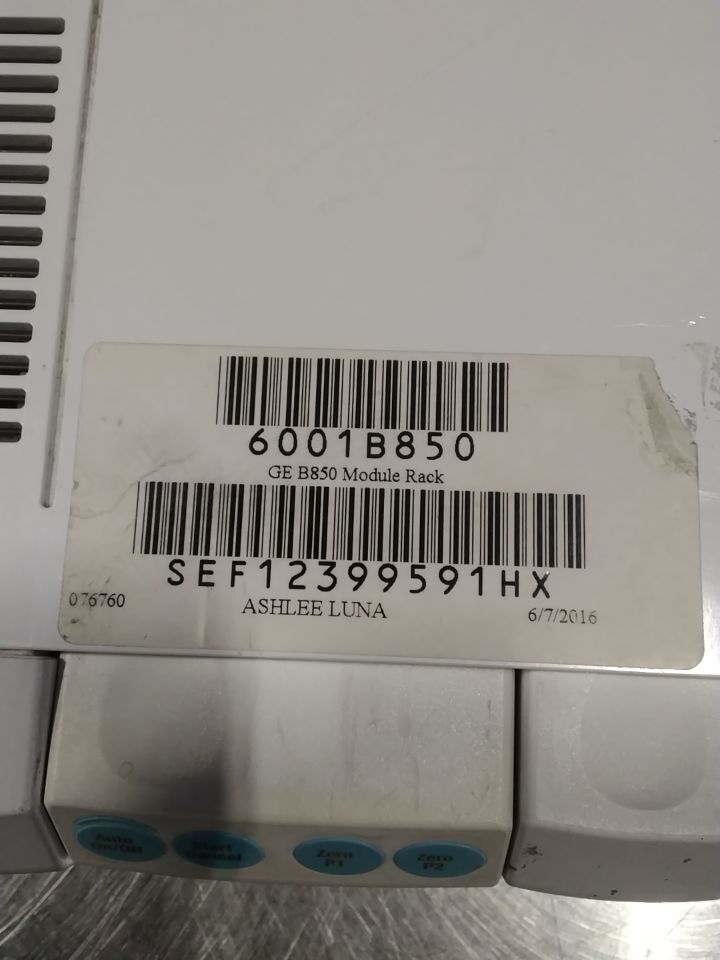 6001B850
GE B850 Module Rack
SEF12399591HX
076760
ASHLEE LUNA
6/7/2016
Auto
On/Off
Start
Cancel
Zero
P1
Zero
P2